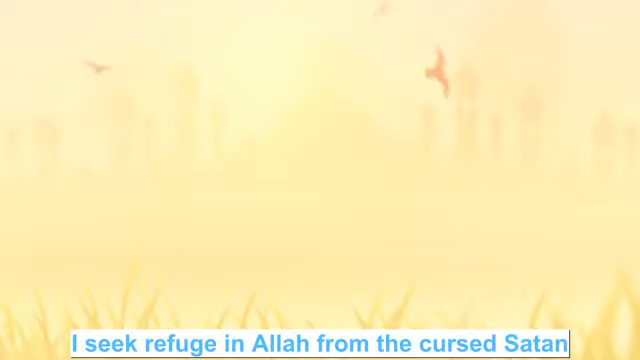 I seek refuge in Allah from the cursed Satan